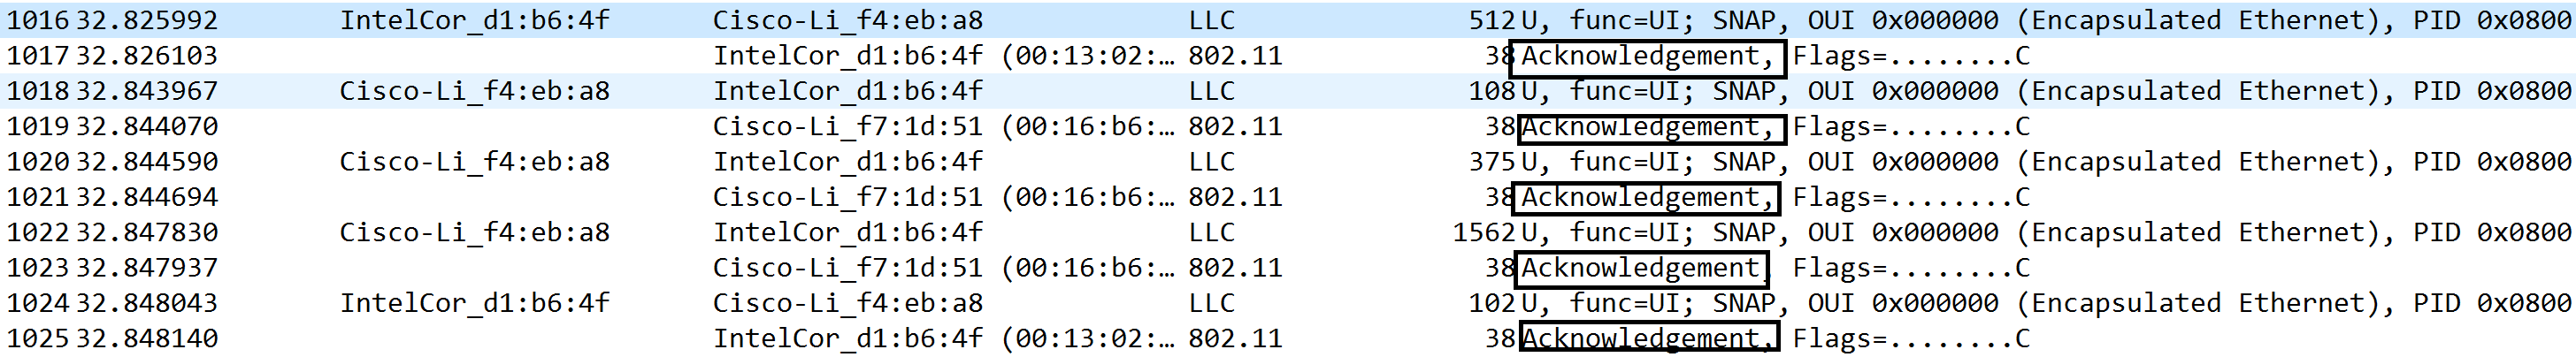 1016 32.825992 IntelCor_d1:b6:4f Cisco-Li_f4:eb:a8 LLC 512 U, func=UI; SNAP, OUI 0x000000 (Encapsulated Ethernet), PID 0x0800
1017 32.826103 IntelCor_d1:b6:4f (00:13:02:… 802.11 38 Acknowledgement, Flags=........C
1018 32.843967 Cisco-Li_f4:eb:a8 IntelCor_d1:b6:4f LLC 108 U, func=UI; SNAP, OUI 0x000000 (Encapsulated Ethernet), PID 0x0800
1019 32.844070 Cisco-Li_f7:1d:51 (00:16:b6:… 802.11 38 Acknowledgement, Flags=........C
1020 32.844590 Cisco-Li_f4:eb:a8 IntelCor_d1:b6:4f LLC 375 U, func=UI; SNAP, OUI 0x000000 (Encapsulated Ethernet), PID 0x0800
1021 32.844694 Cisco-Li_f7:1d:51 (00:16:b6:… 802.11 38 Acknowledgement, Flags=........C
1022 32.847830 Cisco-Li_f4:eb:a8 IntelCor_d1:b6:4f LLC 1562 U, func=UI; SNAP, OUI 0x000000 (Encapsulated Ethernet), PID 0x0800
1023 32.847937 Cisco-Li_f7:1d:51 (00:16:b6:… 802.11 38 Acknowledgement, Flags=........C
1024 32.848043 IntelCor_d1:b6:4f Cisco-Li_f4:eb:a8 LLC 102 U, func=UI; SNAP, OUI 0x000000 (Encapsulated Ethernet), PID 0x0800
1025 32.848140 IntelCor_d1:b6:4f (00:13:02:… 802.11 38 Acknowledgement, Flags=........C